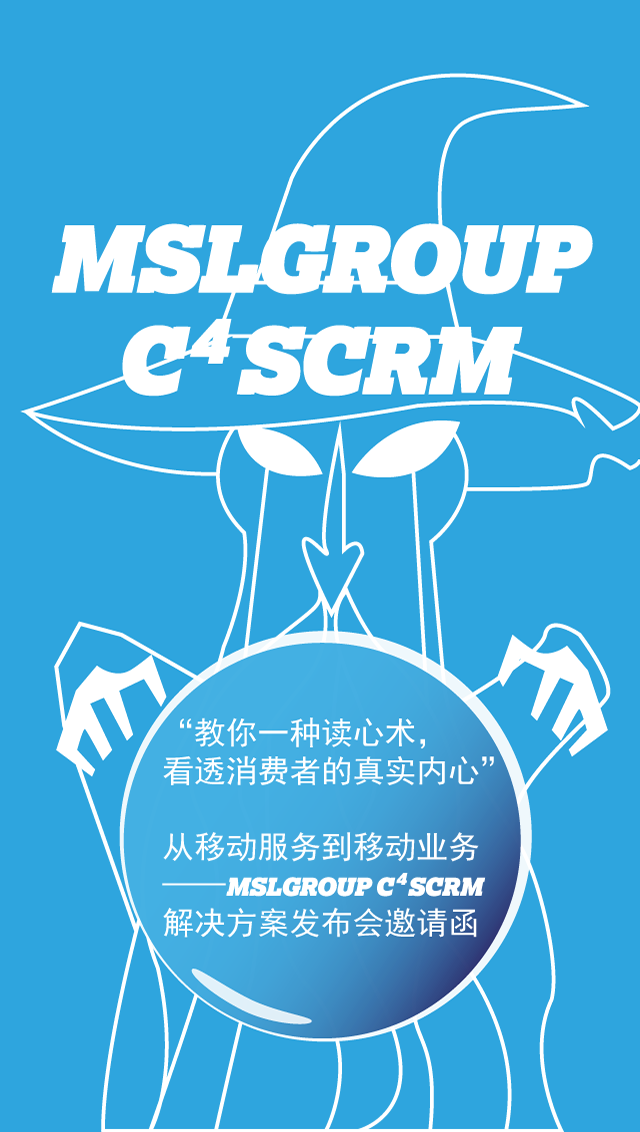 MSLGROUP
C⁴ SCRM
“教你一种读心术，
看透消费者的真实内心”
从移动服务到移动业务
——MSLGROUP C⁴SCRM
解决方案发布会邀请函